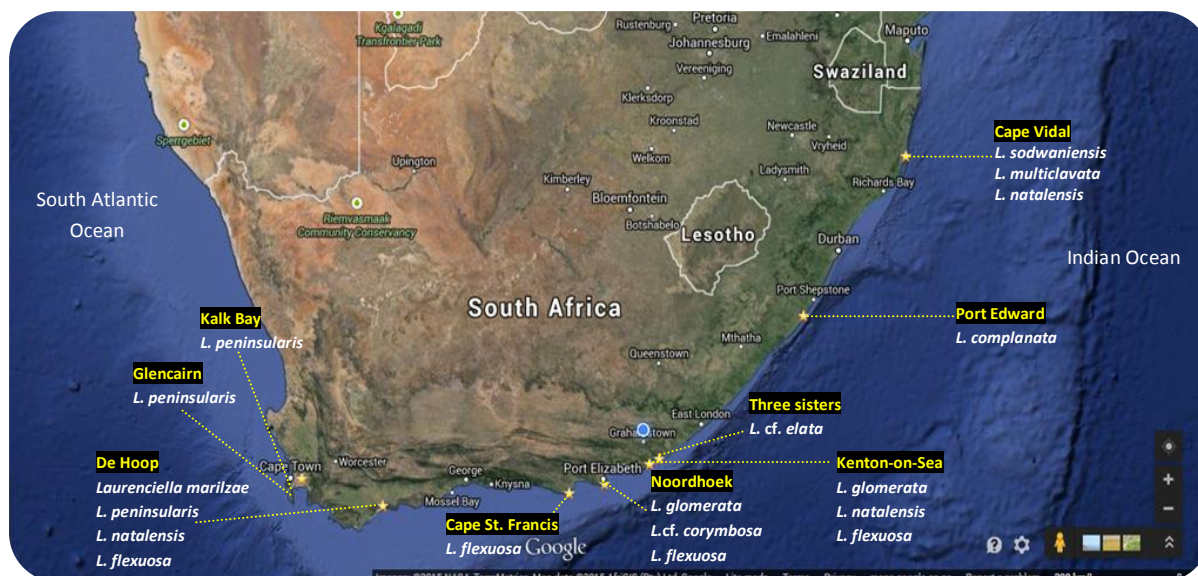 Pretoria
Rustenburg
Emalahleni
Maputo
Johannesburg
Kgalagadi
Transfrontier Park
Vereeniging
Swaziland
Klerksdorp
Kroonstad
Newcastle
Vryheid
Sperrgebiet
Upington
Welkom
Ladysmith
Richards Bay
Kimberley
Bloemfontein
Botshabelo
Riemvasmaak
Community Conservancy
Lesotho
Durban
Cape Vidal
L. sodwaniensis
L. multiclavata
L. natalensis
South Atlantic
Ocean
Indian Ocean
Port Shepstone
South Africa
Port Edward
L. complanata
Mthatha
Queenstown
Kalk Bay
L. peninsularis
Glencairn
L. peninsularis
East London
Grahamstown
Three sisters
L. cf. elata
De Hoop
Laurenciella marilzae
L. peninsularis
L. natalensis
L. flexuosa
Cape Town
Worcester
George
Knysna
Mossel Bay
Port Elizabeth
Cape St. Francis
L. flexuosa
Google
Noordhoek
L. glomerata
L.cf. corymbosa
L. flexuosa
Kenton-on-Sea
L. glomerata
L. natalensis
L. flexuosa